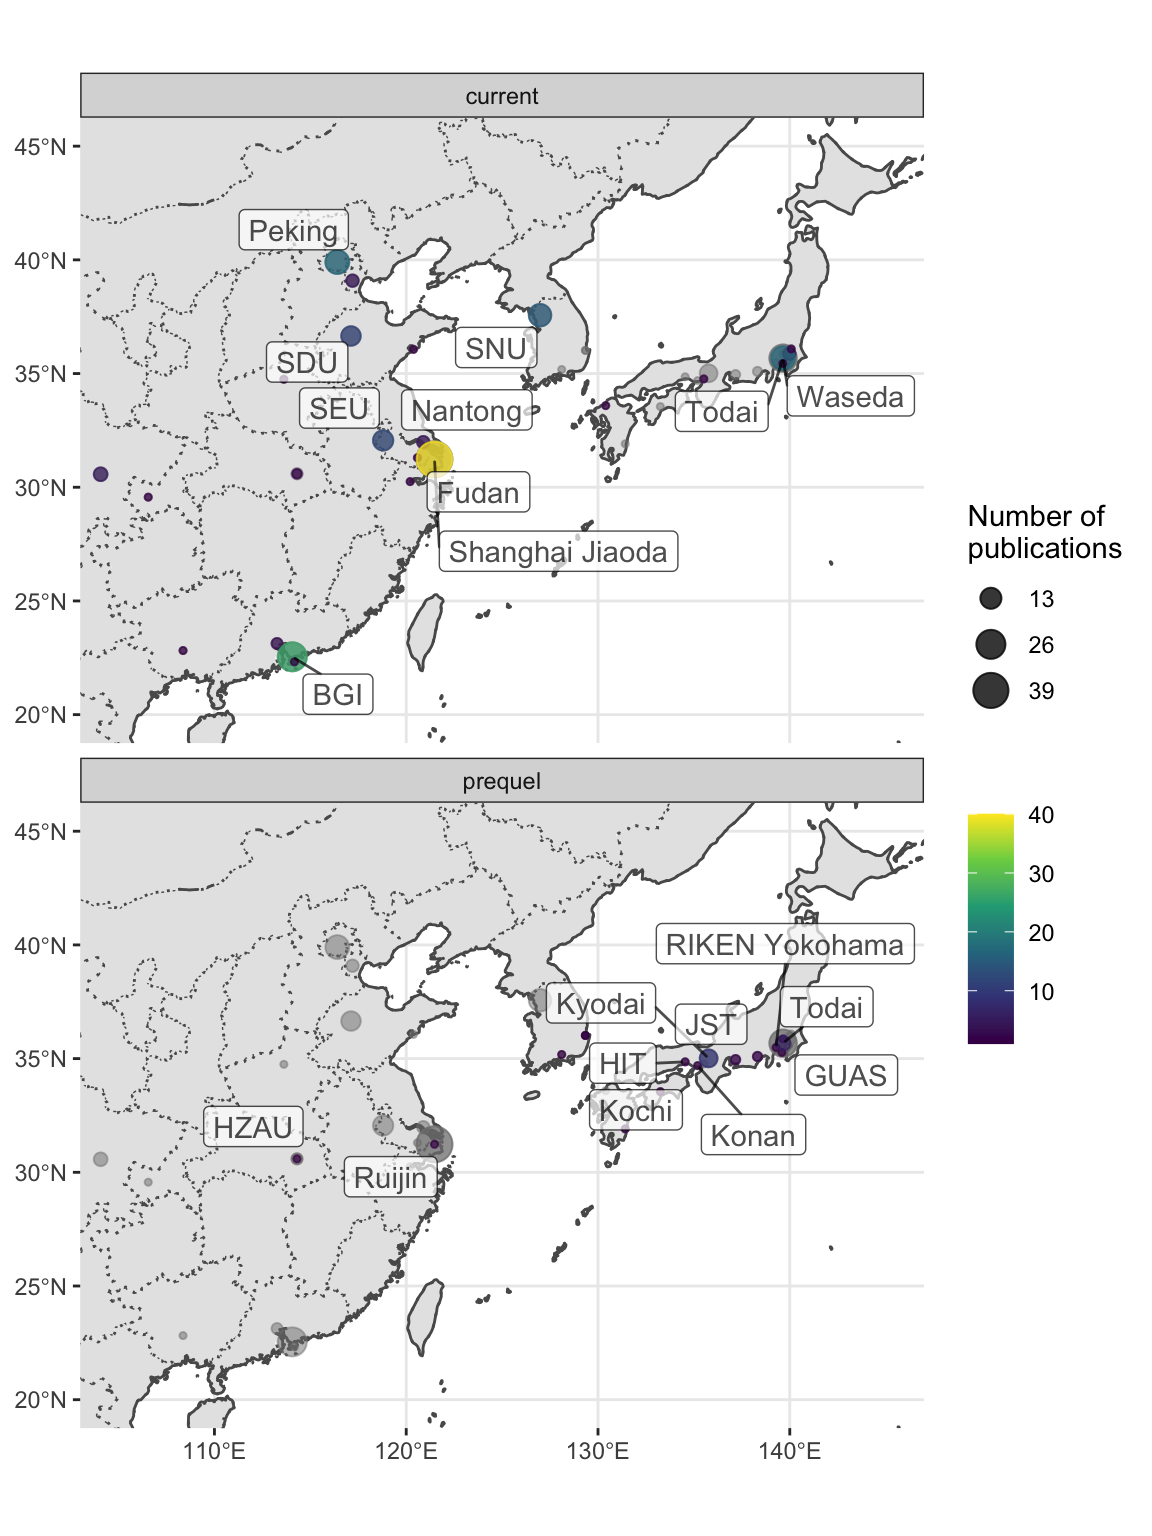 current
45°N
40°N
35°N
30°N
25°N
20°N
Peking
SDU
SNU
SEU
Nantong
Todai
Waseda
Fudan
Shanghai Jiaoda
BGI
Number of
publications
13
26
39
40
30
20
10
prequel
45°N
40°N
35°N
30°N
25°N
20°N
RIKEN Yokohama
Kyodai
Todai
JST
HIT
GUAS
Kochi
HZAU
Konan
Ruijin
110°E
120°E
130°E
140°E